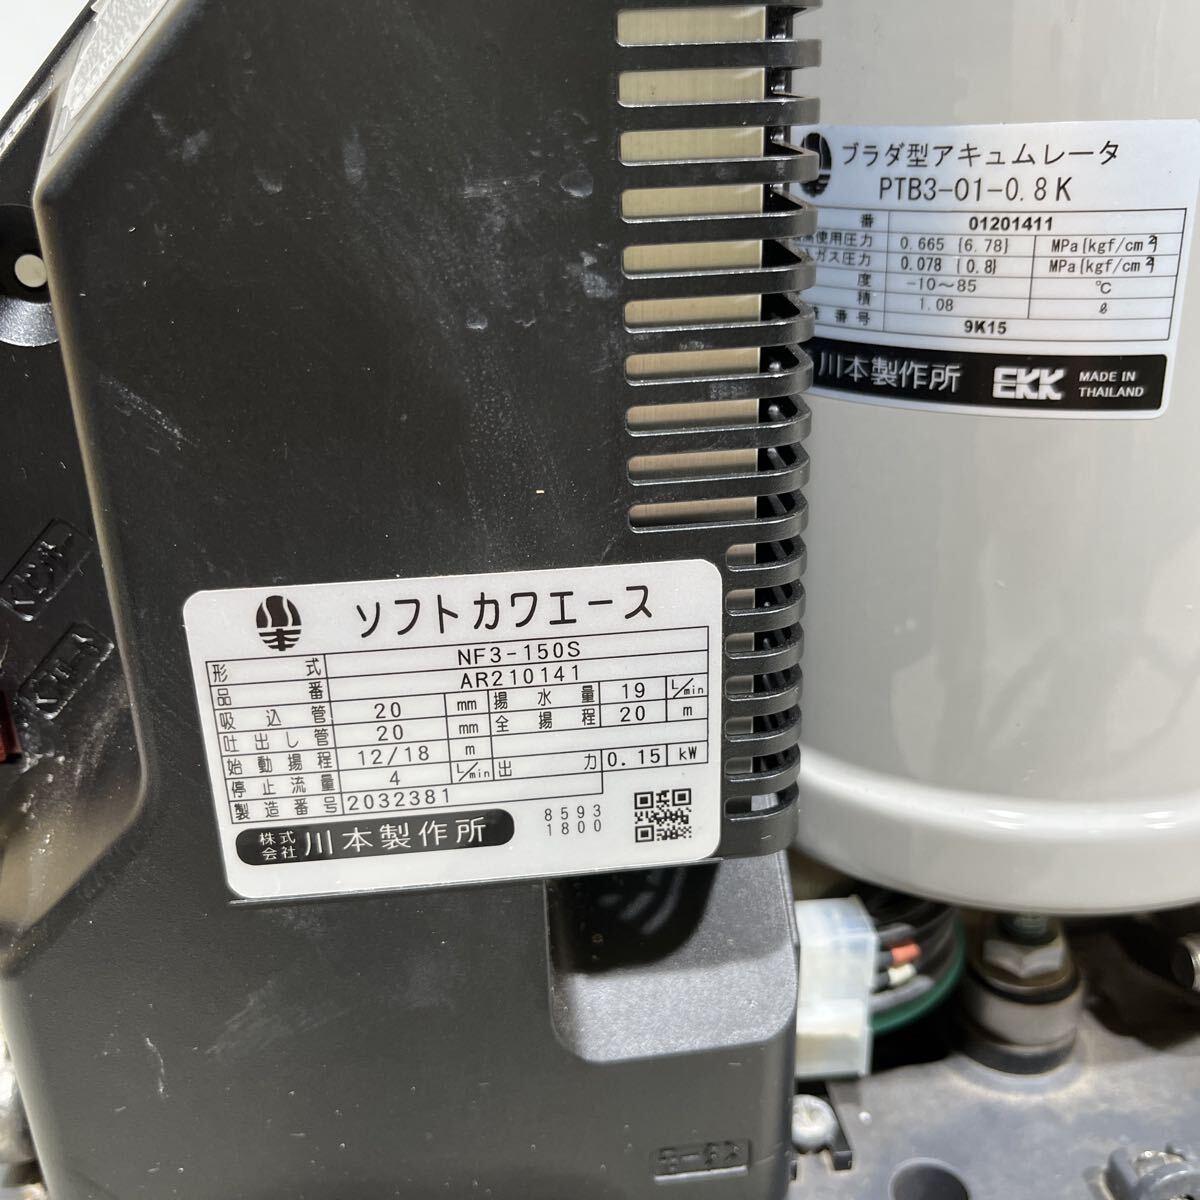 ブラダ型アキュムレータ
PTB3-01-0.8K
番 01201411
使用圧力 0.665 {6.78} MPa{kgf/cm²}
ガス圧力 0.078 {0.8} MPa{kgf/cm²}
度 -10～85 ℃
積 1.08 ℓ
番号 9K15
川本製作所 EKK MADE IN THAILAND
ソフトカワエース
形式 NF3-150S
品番 AR210141
吸込管 20 mm 揚水量 19 L/min
吐出し管 20 mm 全揚程 20 m
始動揚程 12/18 m
停止流量 4 L/min 出力 0.15 kW
製造番号 2032381
株式会社 川本製作所 8593 1800